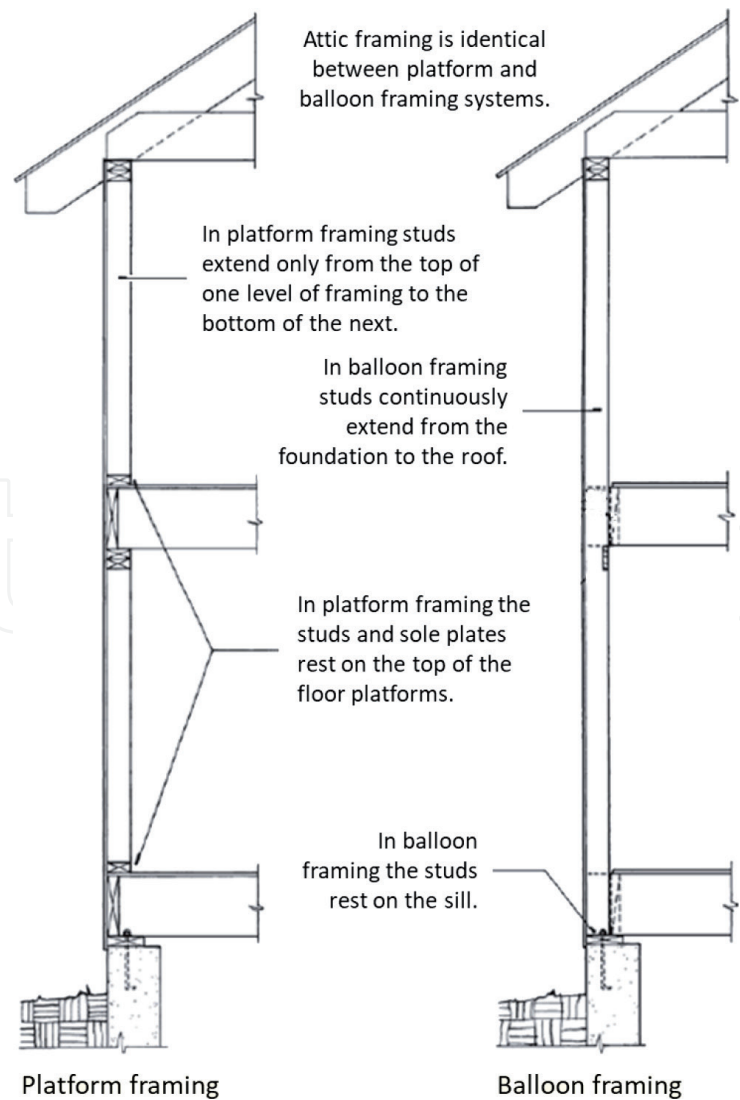 Attic framing is identical
between platform and
balloon framing systems.
In platform framing studs
extend only from the top of
one level of framing to the
bottom of the next.
In balloon framing
studs continuously
extend from the
foundation to the roof.
In platform framing the
studs and sole plates
rest on the top of the
floor platforms.
In balloon
framing the studs
rest on the sill.
Platform framing
Balloon framing